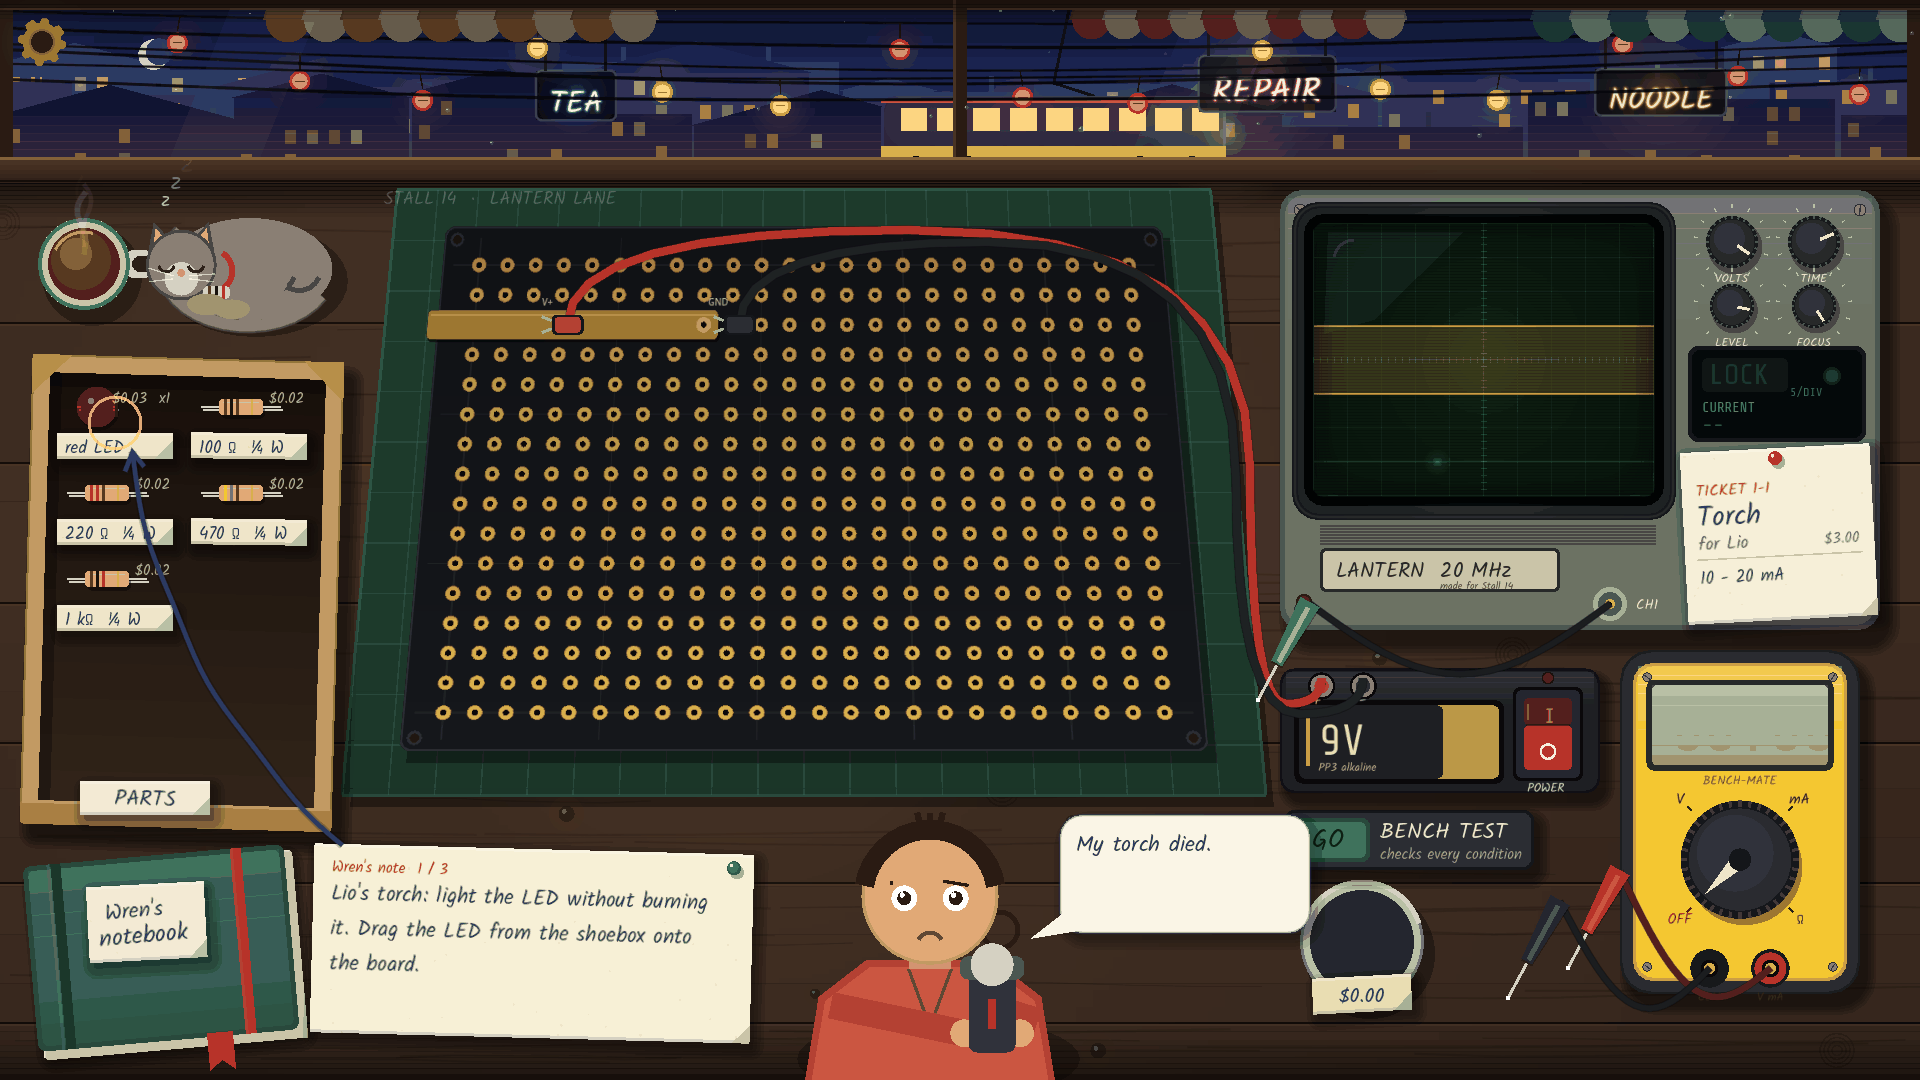 TEA
REPAIR
NOODLE
z
z
z
STALL 14 · LANTERN LANE
V+
GND
$0.03 x1
red LED
$0.02
100 Ω ¼ W
$0.02
220 Ω ¼ W
$0.02
470 Ω ¼ W
$0.02
1 kΩ ¼ W
PARTS
VOLTS
TIME
LEVEL
FOCUS
LOCK
S/DIV
CURRENT
--
LANTERN 20 MHz
made for Stall 14
CH1
TICKET 1-1
Torch
for Lio $3.00
10 - 20 mA
9V
PP3 alkaline
I
POWER
GO
BENCH TEST
checks every condition
BENCH-MATE
V
mA
OFF
Ω
$0.00
Wren's
notebook
Wren's note 1 / 3
Lio's torch: light the LED without burning
it. Drag the LED from the shoebox onto
the board.
My torch died.